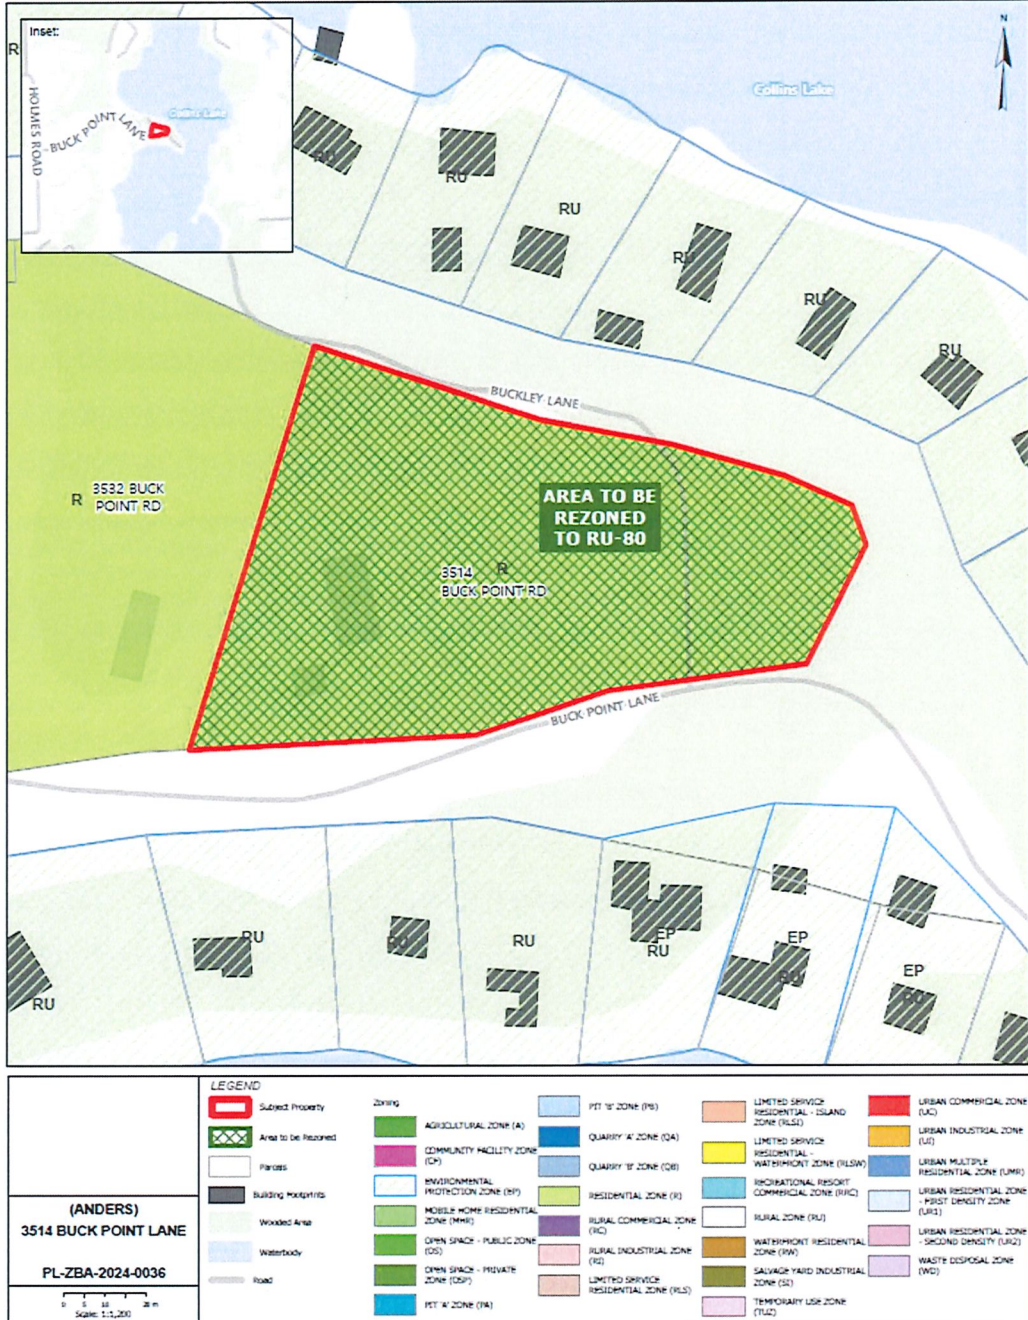 Inset:
R
HOLMES ROAD
BUCK POINT LANE
Collins Lake
N
Collins Lake
RU
RU
RU
RU
RU
RU
BUCKLEY LANE
R
3532 BUCK
POINT RD
AREA TO BE
REZONED
TO RU-80
3514 R
BUCK POINT RD
BUCK POINT LANE
RU
RU
RU
RU
EP
RU
EP
RU
EP
RU
(ANDERS)
3514 BUCK POINT LANE
PL-ZBA-2024-0036
0 5 10 20 m
Scale: 1:1,200
LEGEND
Subject Property
Area to be Rezoned
Parcels
Building Footprints
Wooded Area
Waterbody
Road
Zoning
AGRICULTURAL ZONE (A)
COMMUNITY FACILITY ZONE
(CF)
ENVIRONMENTAL
PROTECTION ZONE (EP)
MOBILE HOME RESIDENTIAL
ZONE (MHR)
OPEN SPACE - PUBLIC ZONE
(OS)
OPEN SPACE - PRIVATE
ZONE (OSP)
PIT 'A' ZONE (PA)
PIT 'B' ZONE (PB)
QUARRY 'A' ZONE (QA)
QUARRY 'B' ZONE (QB)
RESIDENTIAL ZONE (R)
RURAL COMMERCIAL ZONE
(RC)
RURAL INDUSTRIAL ZONE
(RI)
LIMITED SERVICE
RESIDENTIAL ZONE (RLS)
LIMITED SERVICE
RESIDENTIAL - ISLAND
ZONE (RLSI)
LIMITED SERVICE
RESIDENTIAL -
WATERFRONT ZONE (RLSW)
RECREATIONAL RESORT
COMMERCIAL ZONE (RRC)
RURAL ZONE (RU)
WATERFRONT RESIDENTIAL
ZONE (RW)
SALVAGE YARD INDUSTRIAL
ZONE (SI)
TEMPORARY USE ZONE
(TUZ)
URBAN COMMERCIAL ZONE
(UC)
URBAN INDUSTRIAL ZONE
(UI)
URBAN MULTIPLE
RESIDENTIAL ZONE (UMR)
URBAN RESIDENTIAL ZONE
- FIRST DENSITY ZONE
(UR1)
URBAN RESIDENTIAL ZONE
- SECOND DENSITY (UR2)
WASTE DISPOSAL ZONE
(WD)